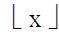 ⌊ x ⌋